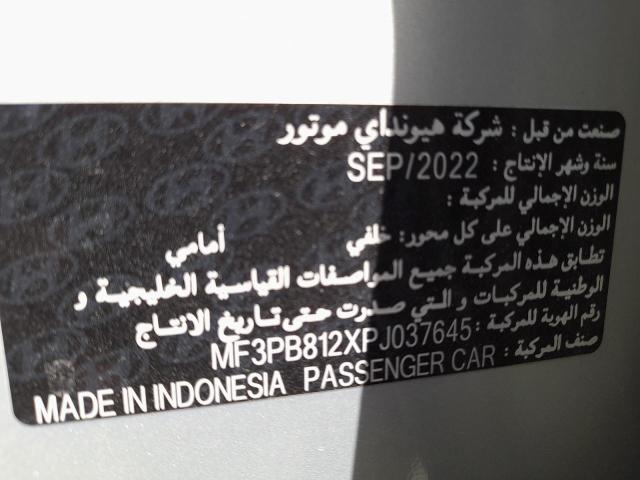 صنعت من قبل : شركة هيونداي موتور
سنة وشهر الإنتاج : SEP/2022
الوزن الإجمالي للمركبة :
الوزن الإجمالي على كل محور: خلفي أمامي
تطابق هذه المركبة جميع المواصفات القياسية الخليجية و
الوطنية للمركبات و التي صدرت حتى تاريخ الانتاج
رقم الهوية للمركبة : MF3PB812XPJ037645
صنف المركبة : PASSENGER CAR MADE IN INDONESIA